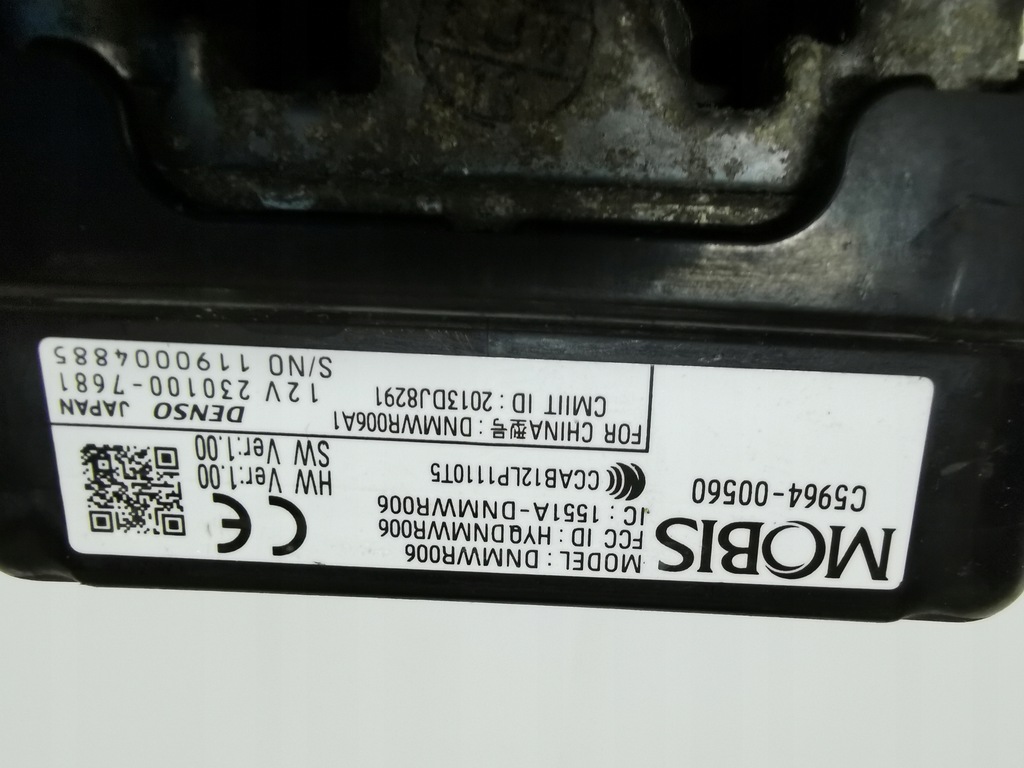 MOBIS
C5964-00560
MODEL : DNMWR006
FCC ID : HYQDNMWR006
IC : 1551A-DNMWR006
CCAB12LP1110T5
FOR CHINA型号 : DNMWR006A1
CMIIT ID : 2013DJ8291
CE
HW Ver:1.00
SW Ver:1.00
DENSO JAPAN
12V 230100-7681
S/NO 1190004885